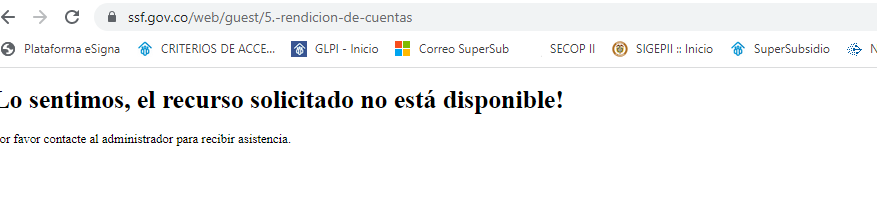 ssf.gov.co/web/guest/5.-rendicion-de-cuentas
Plataforma eSigna CRITERIOS DE ACCE... GLPI - Inicio Correo SuperSub SECOP II SIGEPII :: Inicio SuperSubsidio N
Lo sentimos, el recurso solicitado no está disponible!
or favor contacte al administrador para recibir asistencia.